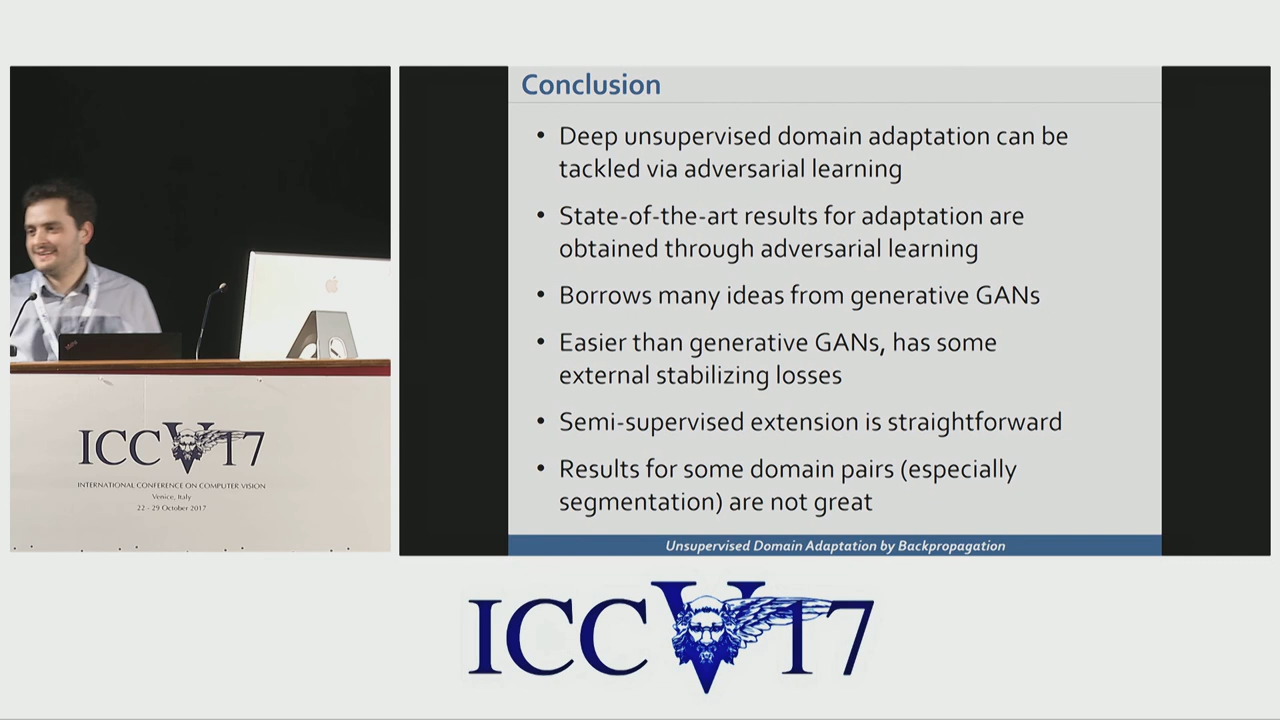 Conclusion
• Deep unsupervised domain adaptation can be
tackled via adversarial learning
• State-of-the-art results for adaptation are
obtained through adversarial learning
• Borrows many ideas from generative GANs
• Easier than generative GANs, has some
external stabilizing losses
• Semi-supervised extension is straightforward
• Results for some domain pairs (especially
segmentation) are not great
Unsupervised Domain Adaptation by Backpropagation
ICCV17
INTERNATIONAL CONFERENCE ON COMPUTER VISION
Venice, Italy
22 - 29 October 2017
ICCV17